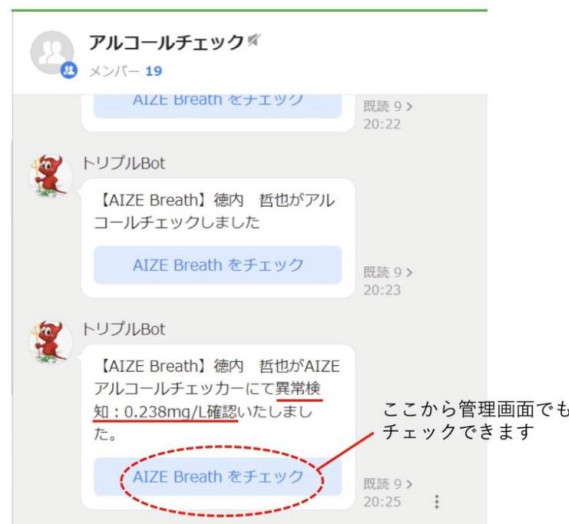 アルコールチェック
メンバー 19
AIZE Breath をチェック
既読 9 >
20:22
トリプルBot
【AIZE Breath】徳内　哲也がアル
コールチェックしました
AIZE Breath をチェック
既読 9 >
20:23
トリプルBot
【AIZE Breath】徳内　哲也がAIZE
アルコールチェッカーにて異常検
知：0.238mg/L確認いたしまし
た。
ここから管理画面でも
チェックできます
AIZE Breath をチェック
既読 9 >
20:25